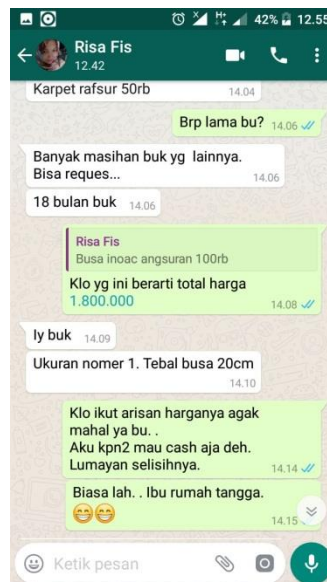 42% 12.55
Risa Fis
12.42
Karpet rafsur 50rb 14.04
Brp lama bu? 14.06
Banyak masihan buk yg lainnya.
Bisa reques... 14.06
18 bulan buk 14.06
Risa Fis
Busa inoac angsuran 100rb
Klo yg ini berarti total harga
1.800.000 14.08
Iy buk 14.09
Ukuran nomer 1. Tebal busa 20cm
14.10
Klo ikut arisan harganya agak
mahal ya bu. .
Aku kpn2 mau cash aja deh.
Lumayan selisihnya. 14.14
Biasa lah. . Ibu rumah tangga.
😁😁 14.15
Ketik pesan